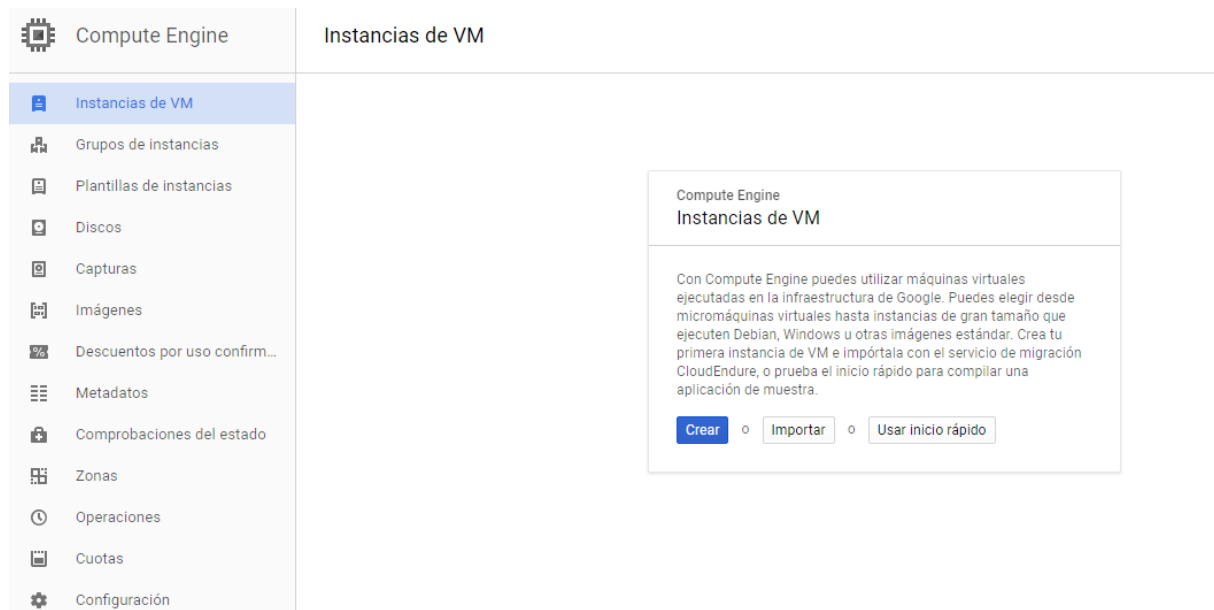 Compute Engine
Instancias de VM
Instancias de VM
Grupos de instancias
Plantillas de instancias
Discos
Capturas
Imágenes
Descuentos por uso confirm...
Metadatos
Comprobaciones del estado
Zonas
Operaciones
Cuotas
Configuración
Compute Engine
Instancias de VM
Con Compute Engine puedes utilizar máquinas virtuales
ejecutadas en la infraestructura de Google. Puedes elegir desde
micromáquinas virtuales hasta instancias de gran tamaño que
ejecuten Debian, Windows u otras imágenes estándar. Crea tu
primera instancia de VM e impórtala con el servicio de migración
CloudEndure, o prueba el inicio rápido para compilar una
aplicación de muestra.
Crear o Importar o Usar inicio rápido